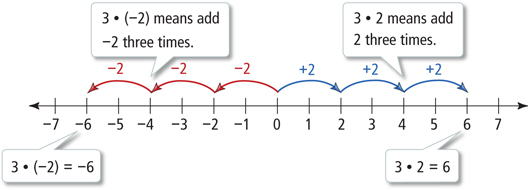 3 • (−2) means add
−2 three times.
3 • 2 means add
2 three times.
−2 −2 −2 +2 +2 +2
−7 −6 −5 −4 −3 −2 −1 0 1 2 3 4 5 6 7
3 • (−2) = −6
3 • 2 = 6